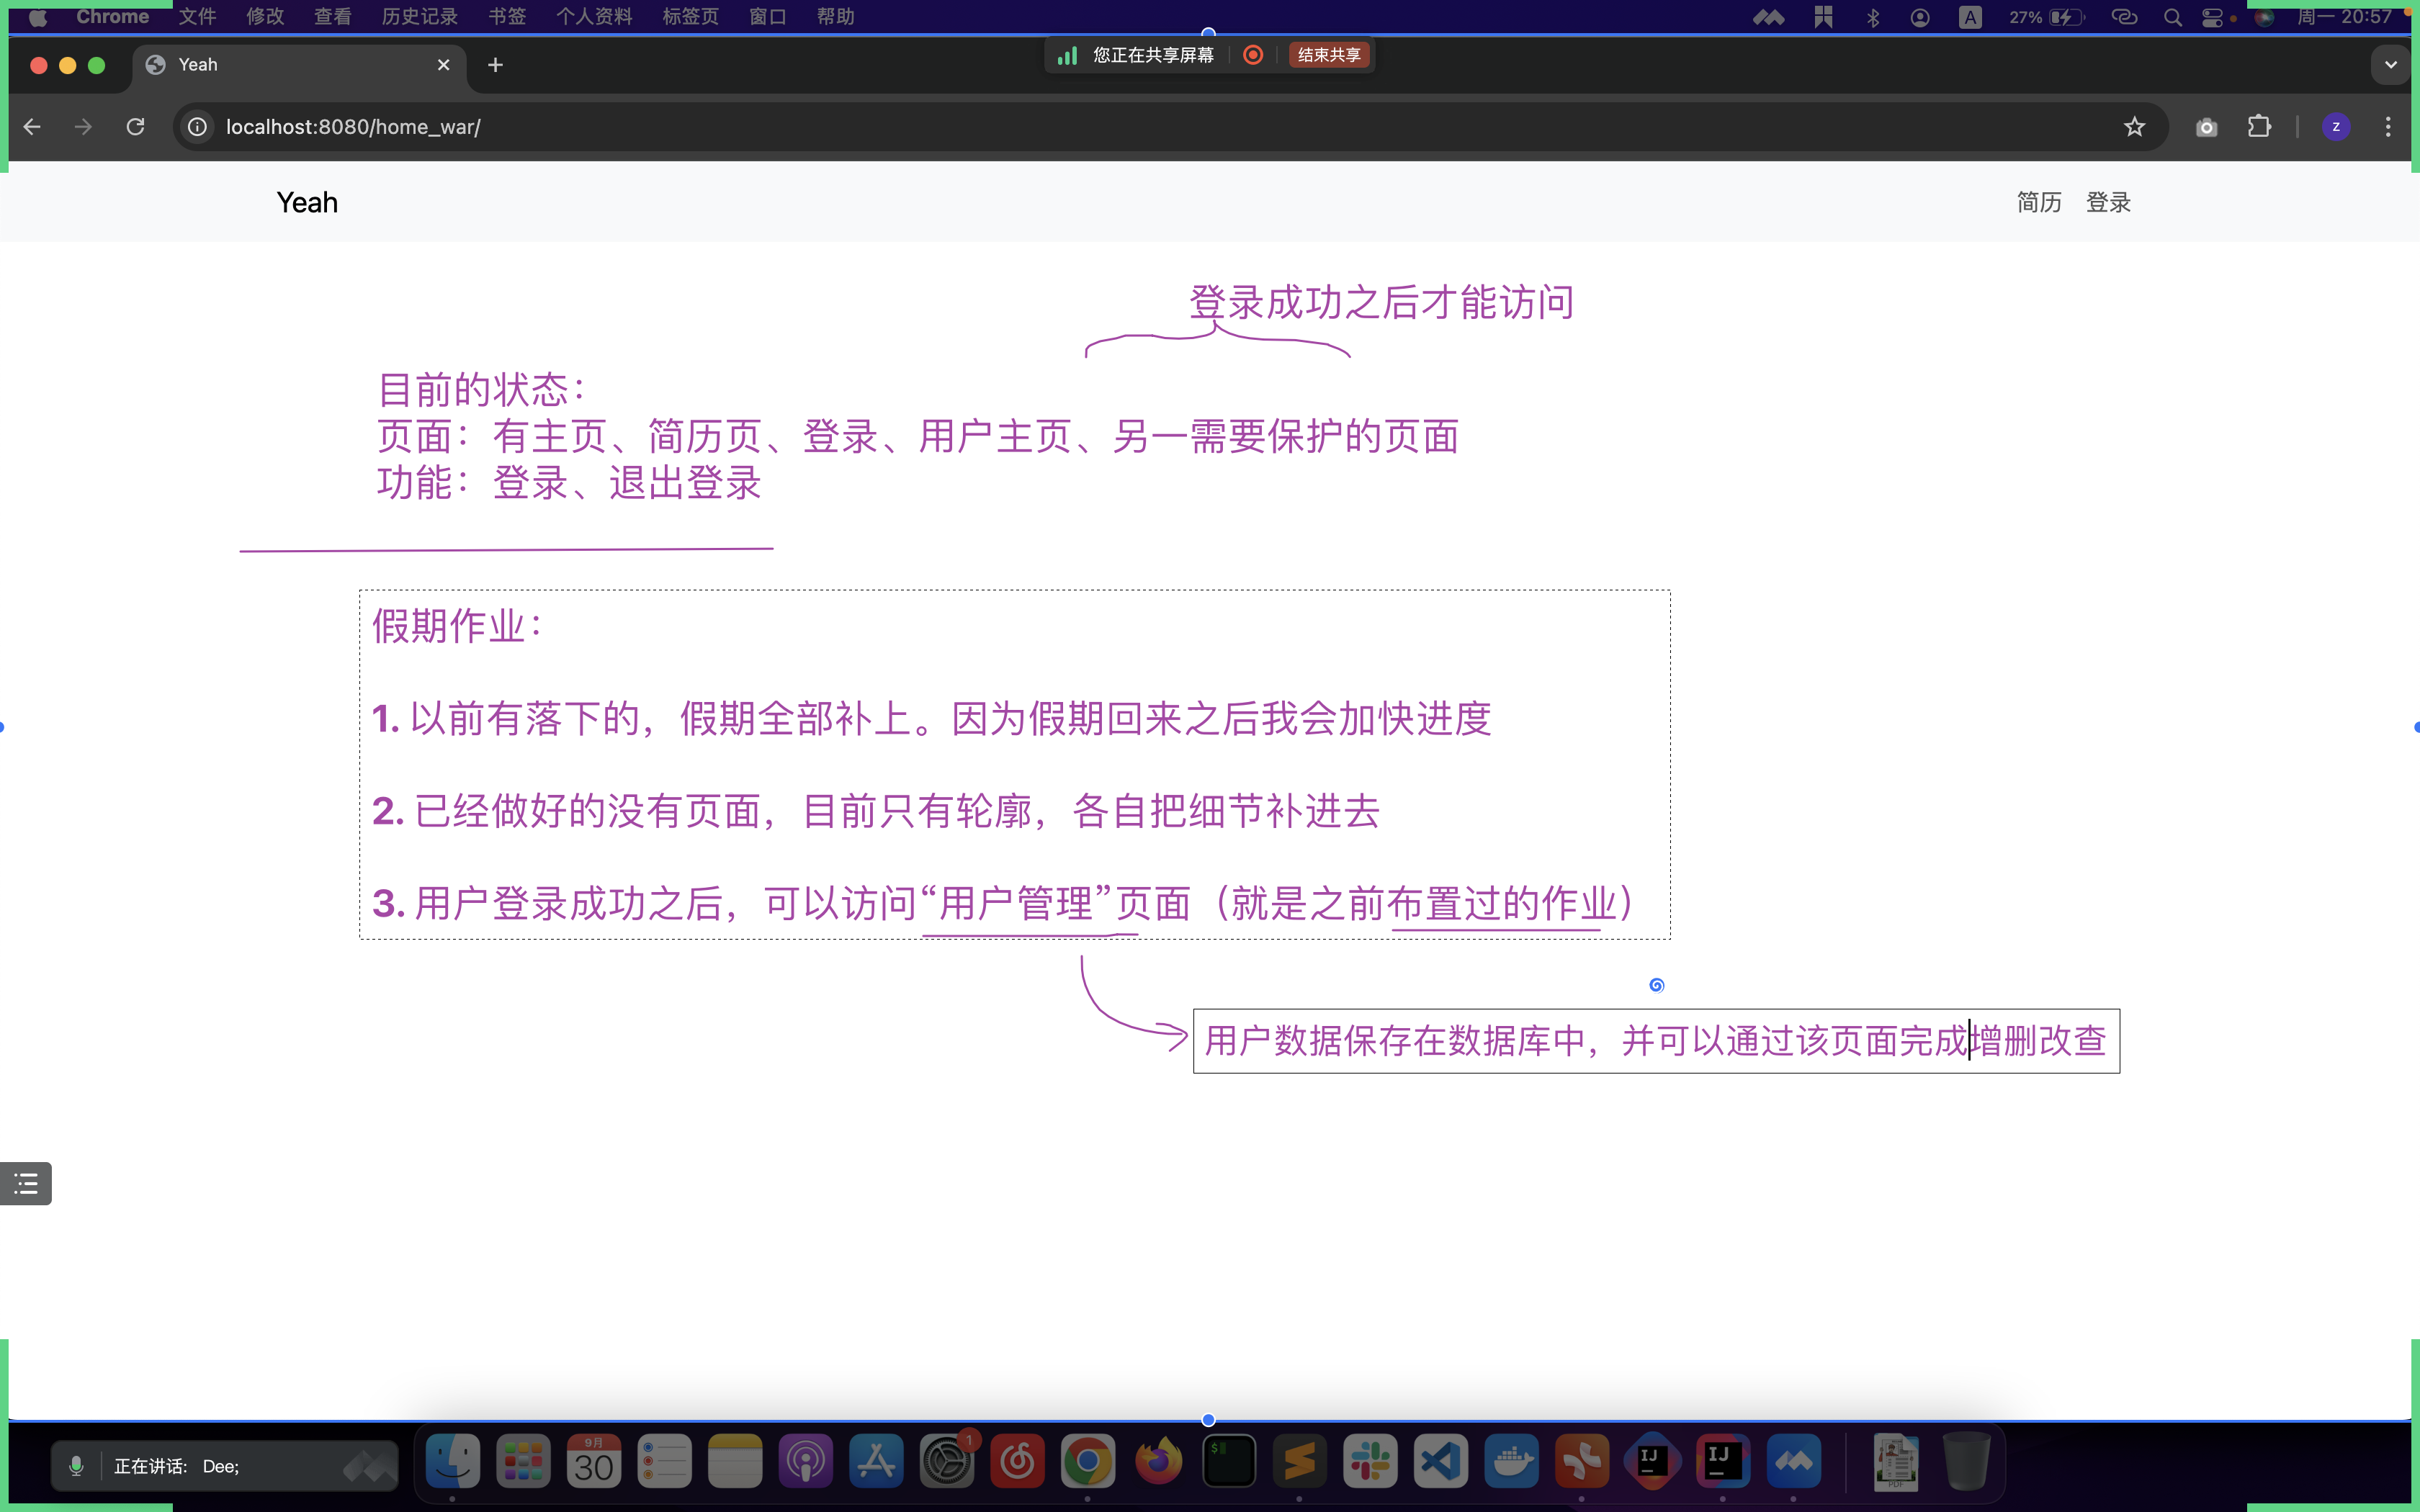 Chrome 文件 修改 查看 历史记录 书签 个人资料 标签页 窗口 帮助 A 27% 周一 20:57
您正在共享屏幕 结束共享
Yeah
localhost:8080/home_war/ z
Yeah 简历 登录
登录成功之后才能访问
目前的状态：
页面：有主页、简历页、登录、用户主页、另一需要保护的页面
功能：登录、退出登录
假期作业：
1. 以前有落下的，假期全部补上。因为假期回来之后我会加快进度
2. 已经做好的没有页面，目前只有轮廓，各自把细节补进去
3. 用户登录成功之后，可以访问“用户管理”页面（就是之前布置过的作业）
用户数据保存在数据库中，并可以通过该页面完成增删改查
正在讲话: Dee;
9月
30
1
$
IJ
IJ
PDF